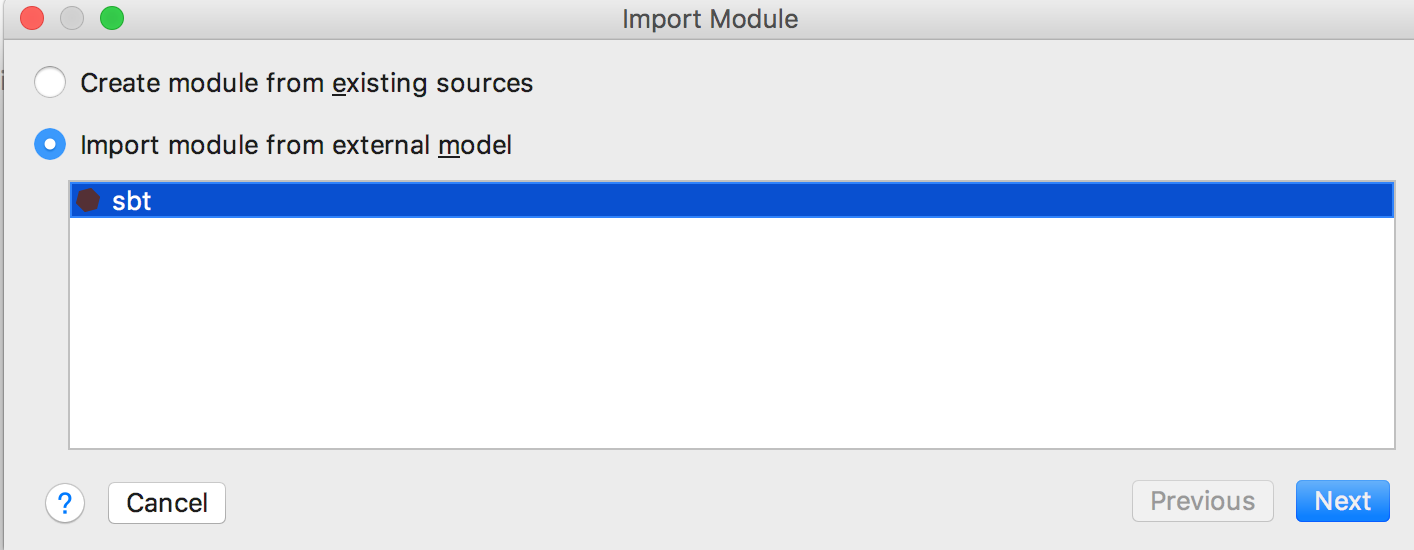 Import Module
Create module from existing sources
Import module from external model
sbt
?
Cancel
Previous
Next